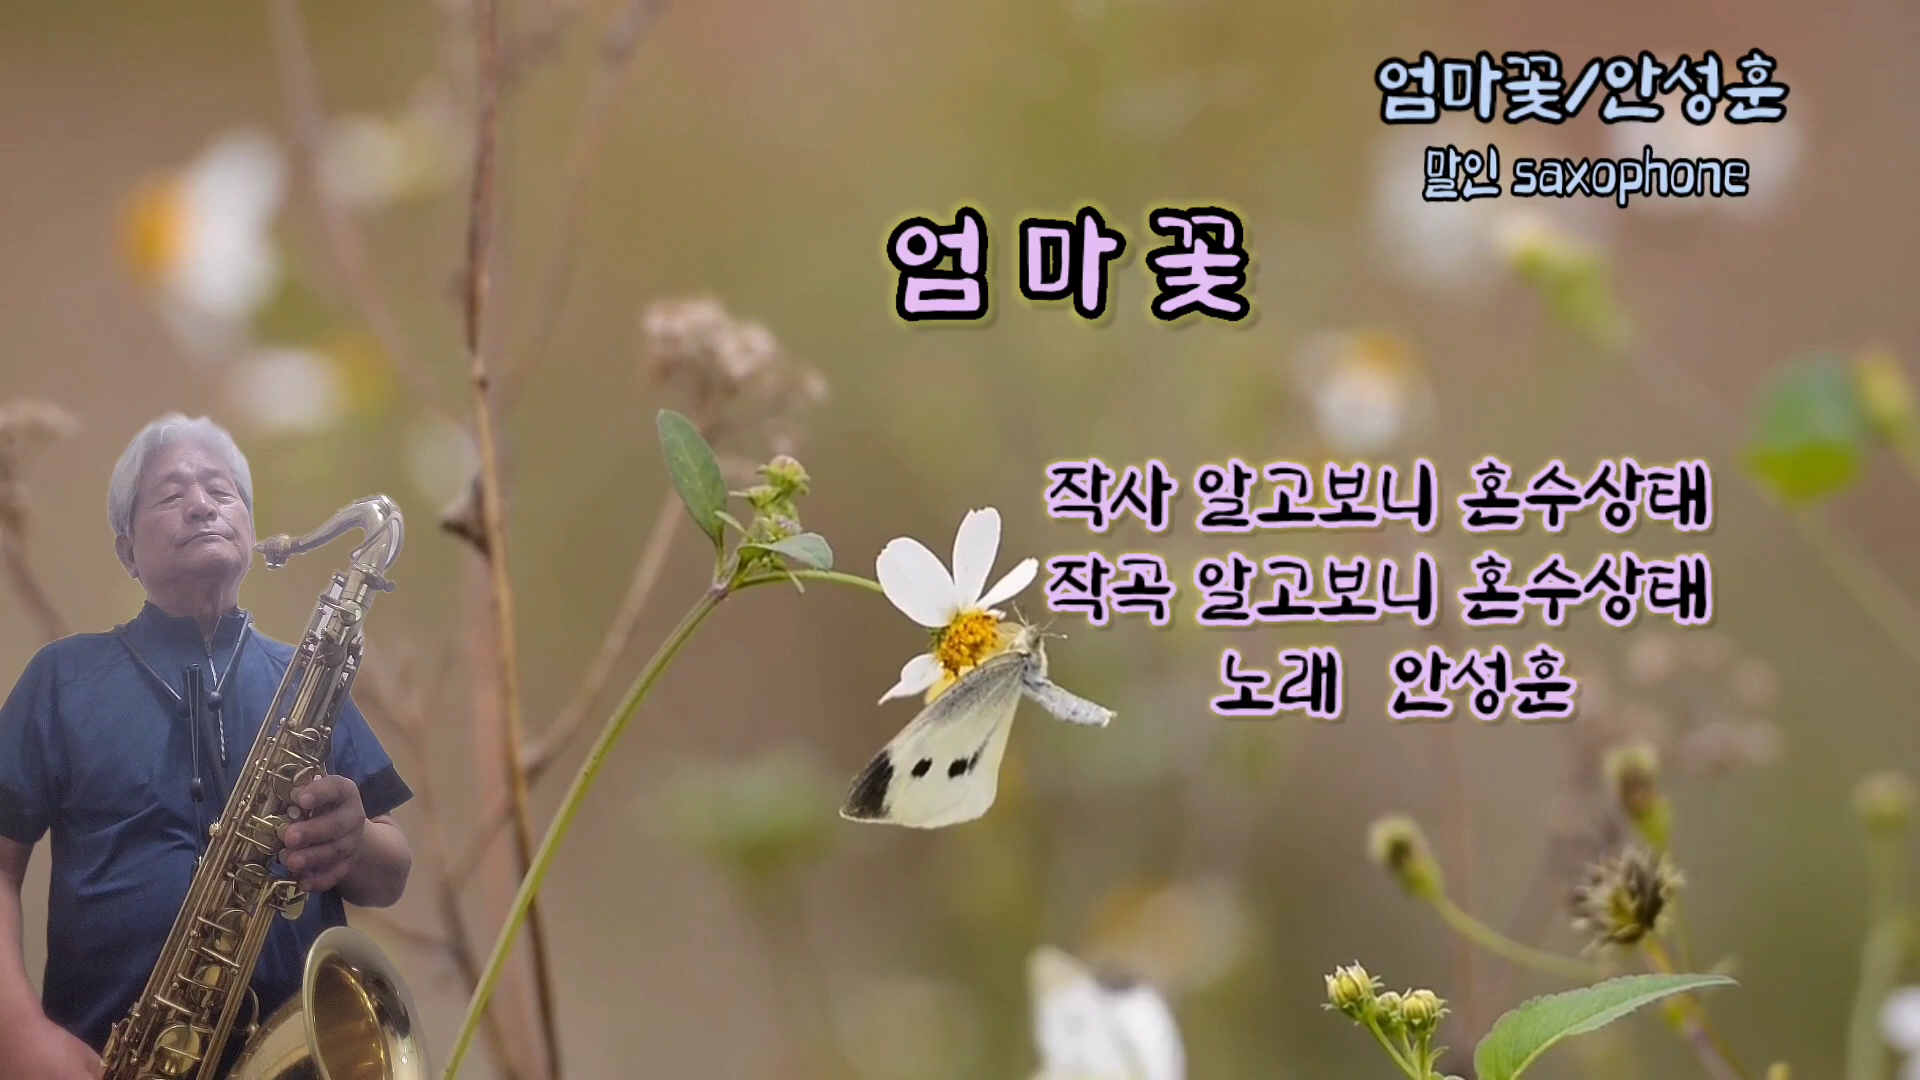 엄마꽃/안성훈
말인 saxophone
엄마꽃
작사 알고보니 혼수상태
작곡 알고보니 혼수상태
노래 안성훈